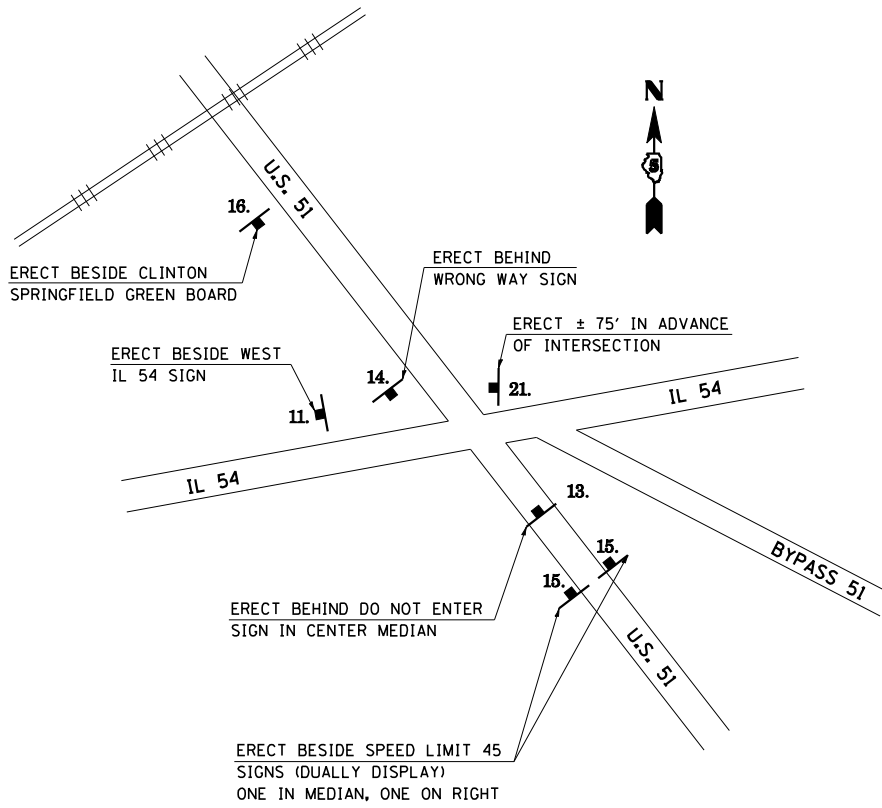 N
5
U.S. 51
16.
ERECT BESIDE CLINTON
SPRINGFIELD GREEN BOARD
ERECT BEHIND
WRONG WAY SIGN
ERECT ± 75' IN ADVANCE
OF INTERSECTION
ERECT BESIDE WEST
IL 54 SIGN
14.
21.
11.
IL 54
IL 54
13.
15.
15.
BYPASS 51
ERECT BEHIND DO NOT ENTER
SIGN IN CENTER MEDIAN
U.S. 51
ERECT BESIDE SPEED LIMIT 45
SIGNS (DUALLY DISPLAY)
ONE IN MEDIAN, ONE ON RIGHT